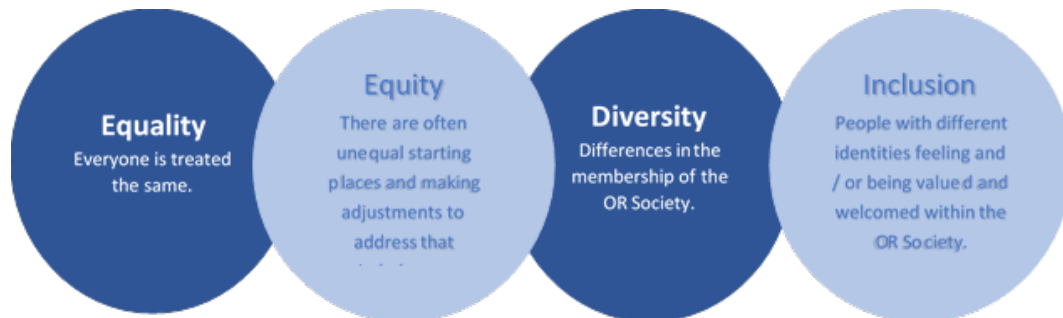 Equality
Everyone is treated
the same.
Equity
There are often
unequal starting
places and making
adjustments to
address that
Diversity
Differences in the
membership of the
OR Society.
Inclusion
People with different
identities feeling and
/ or being valued and
welcomed within the
OR Society.